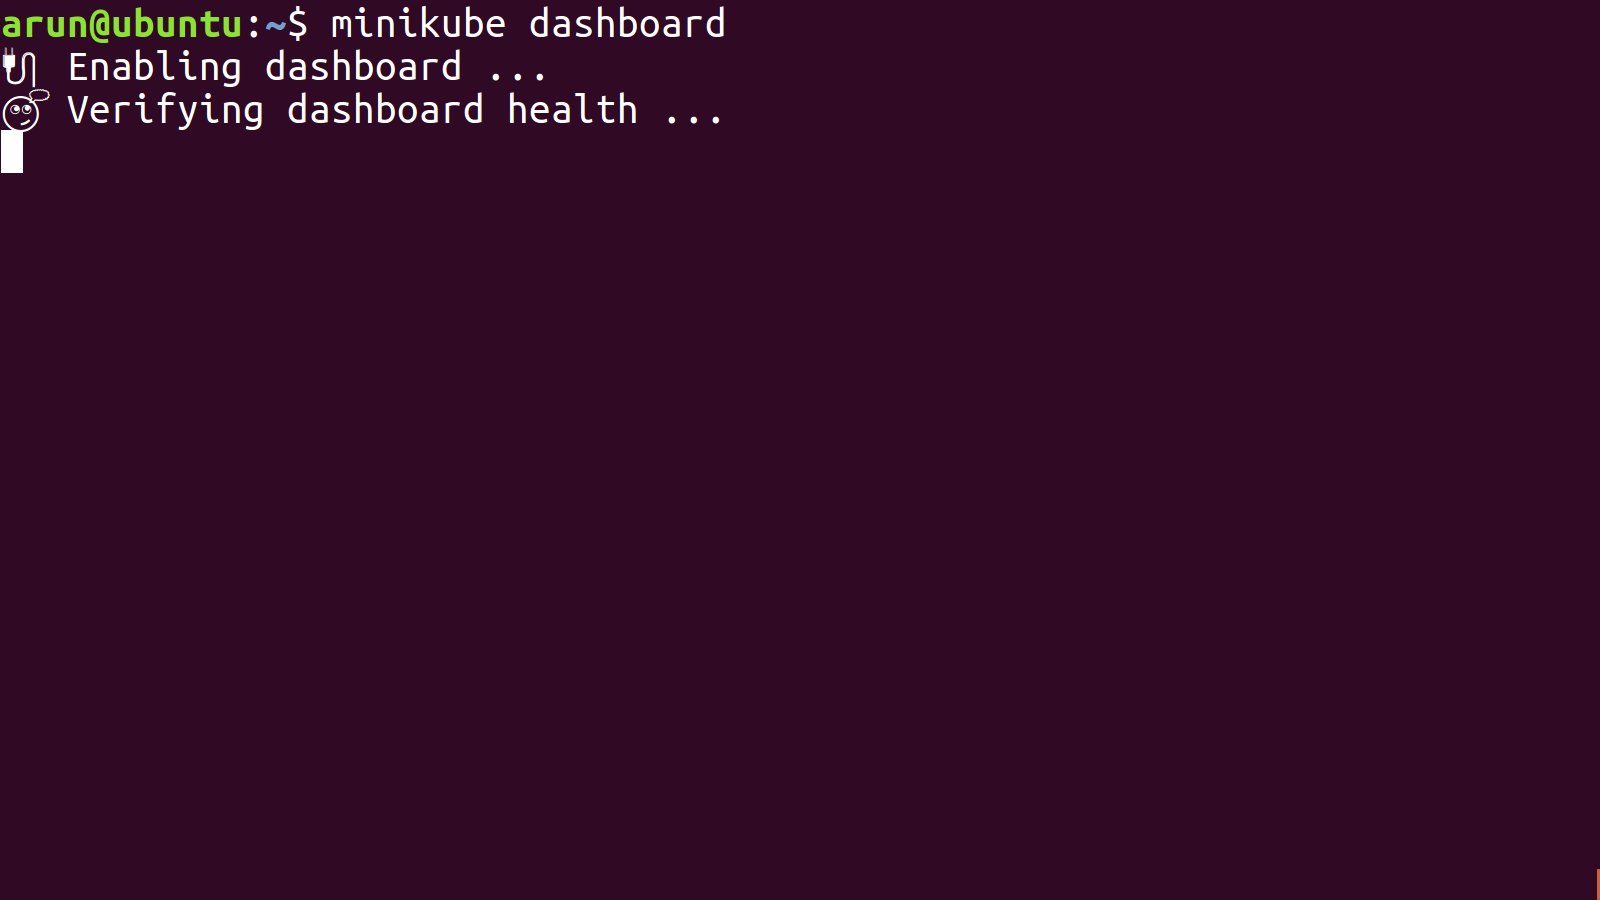 arun@ubuntu:~$ minikube dashboard
🔌 Enabling dashboard ...
🤔 Verifying dashboard health ...